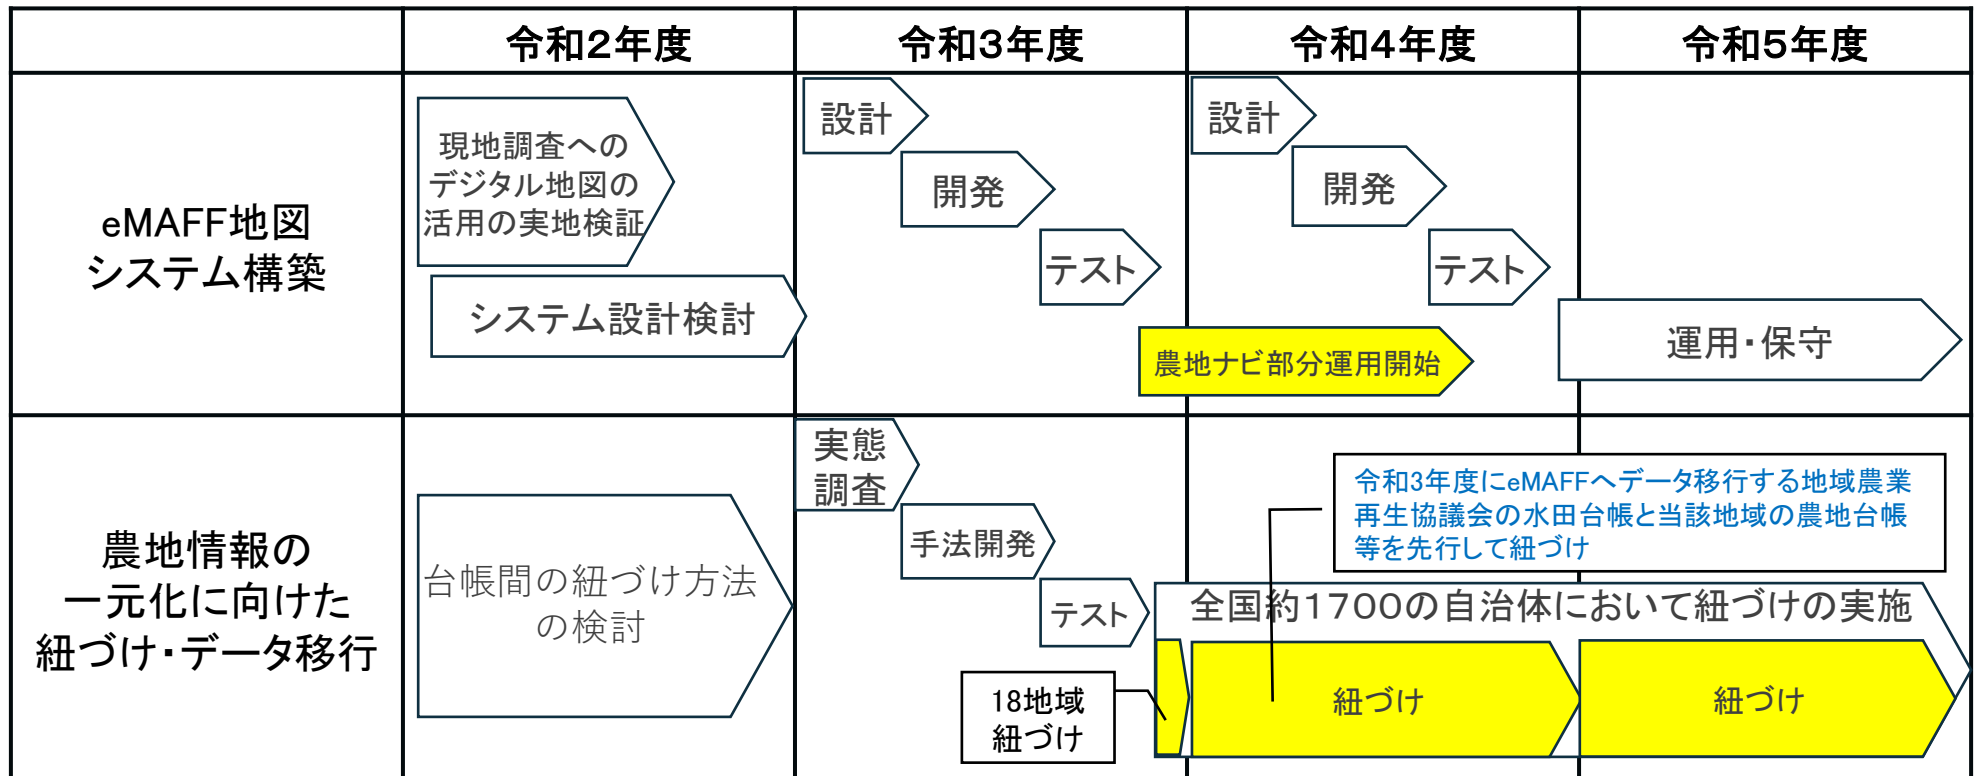 令和２年度
令和３年度
令和４年度
令和５年度
eMAFF地図
システム構築
現地調査への
デジタル地図の
活用の実地検証
システム設計検討
設計
開発
テスト
設計
開発
テスト
農地ナビ部分運用開始
運用・保守
農地情報の
一元化に向けた
紐づけ・データ移行
台帳間の紐づけ方法
の検討
実態
調査
手法開発
テスト
令和3年度にeMAFFへデータ移行する地域農業
再生協議会の水田台帳と当該地域の農地台帳
等を先行して紐づけ
全国約１７００の自治体において紐づけの実施
18地域
紐づけ
紐づけ
紐づけ